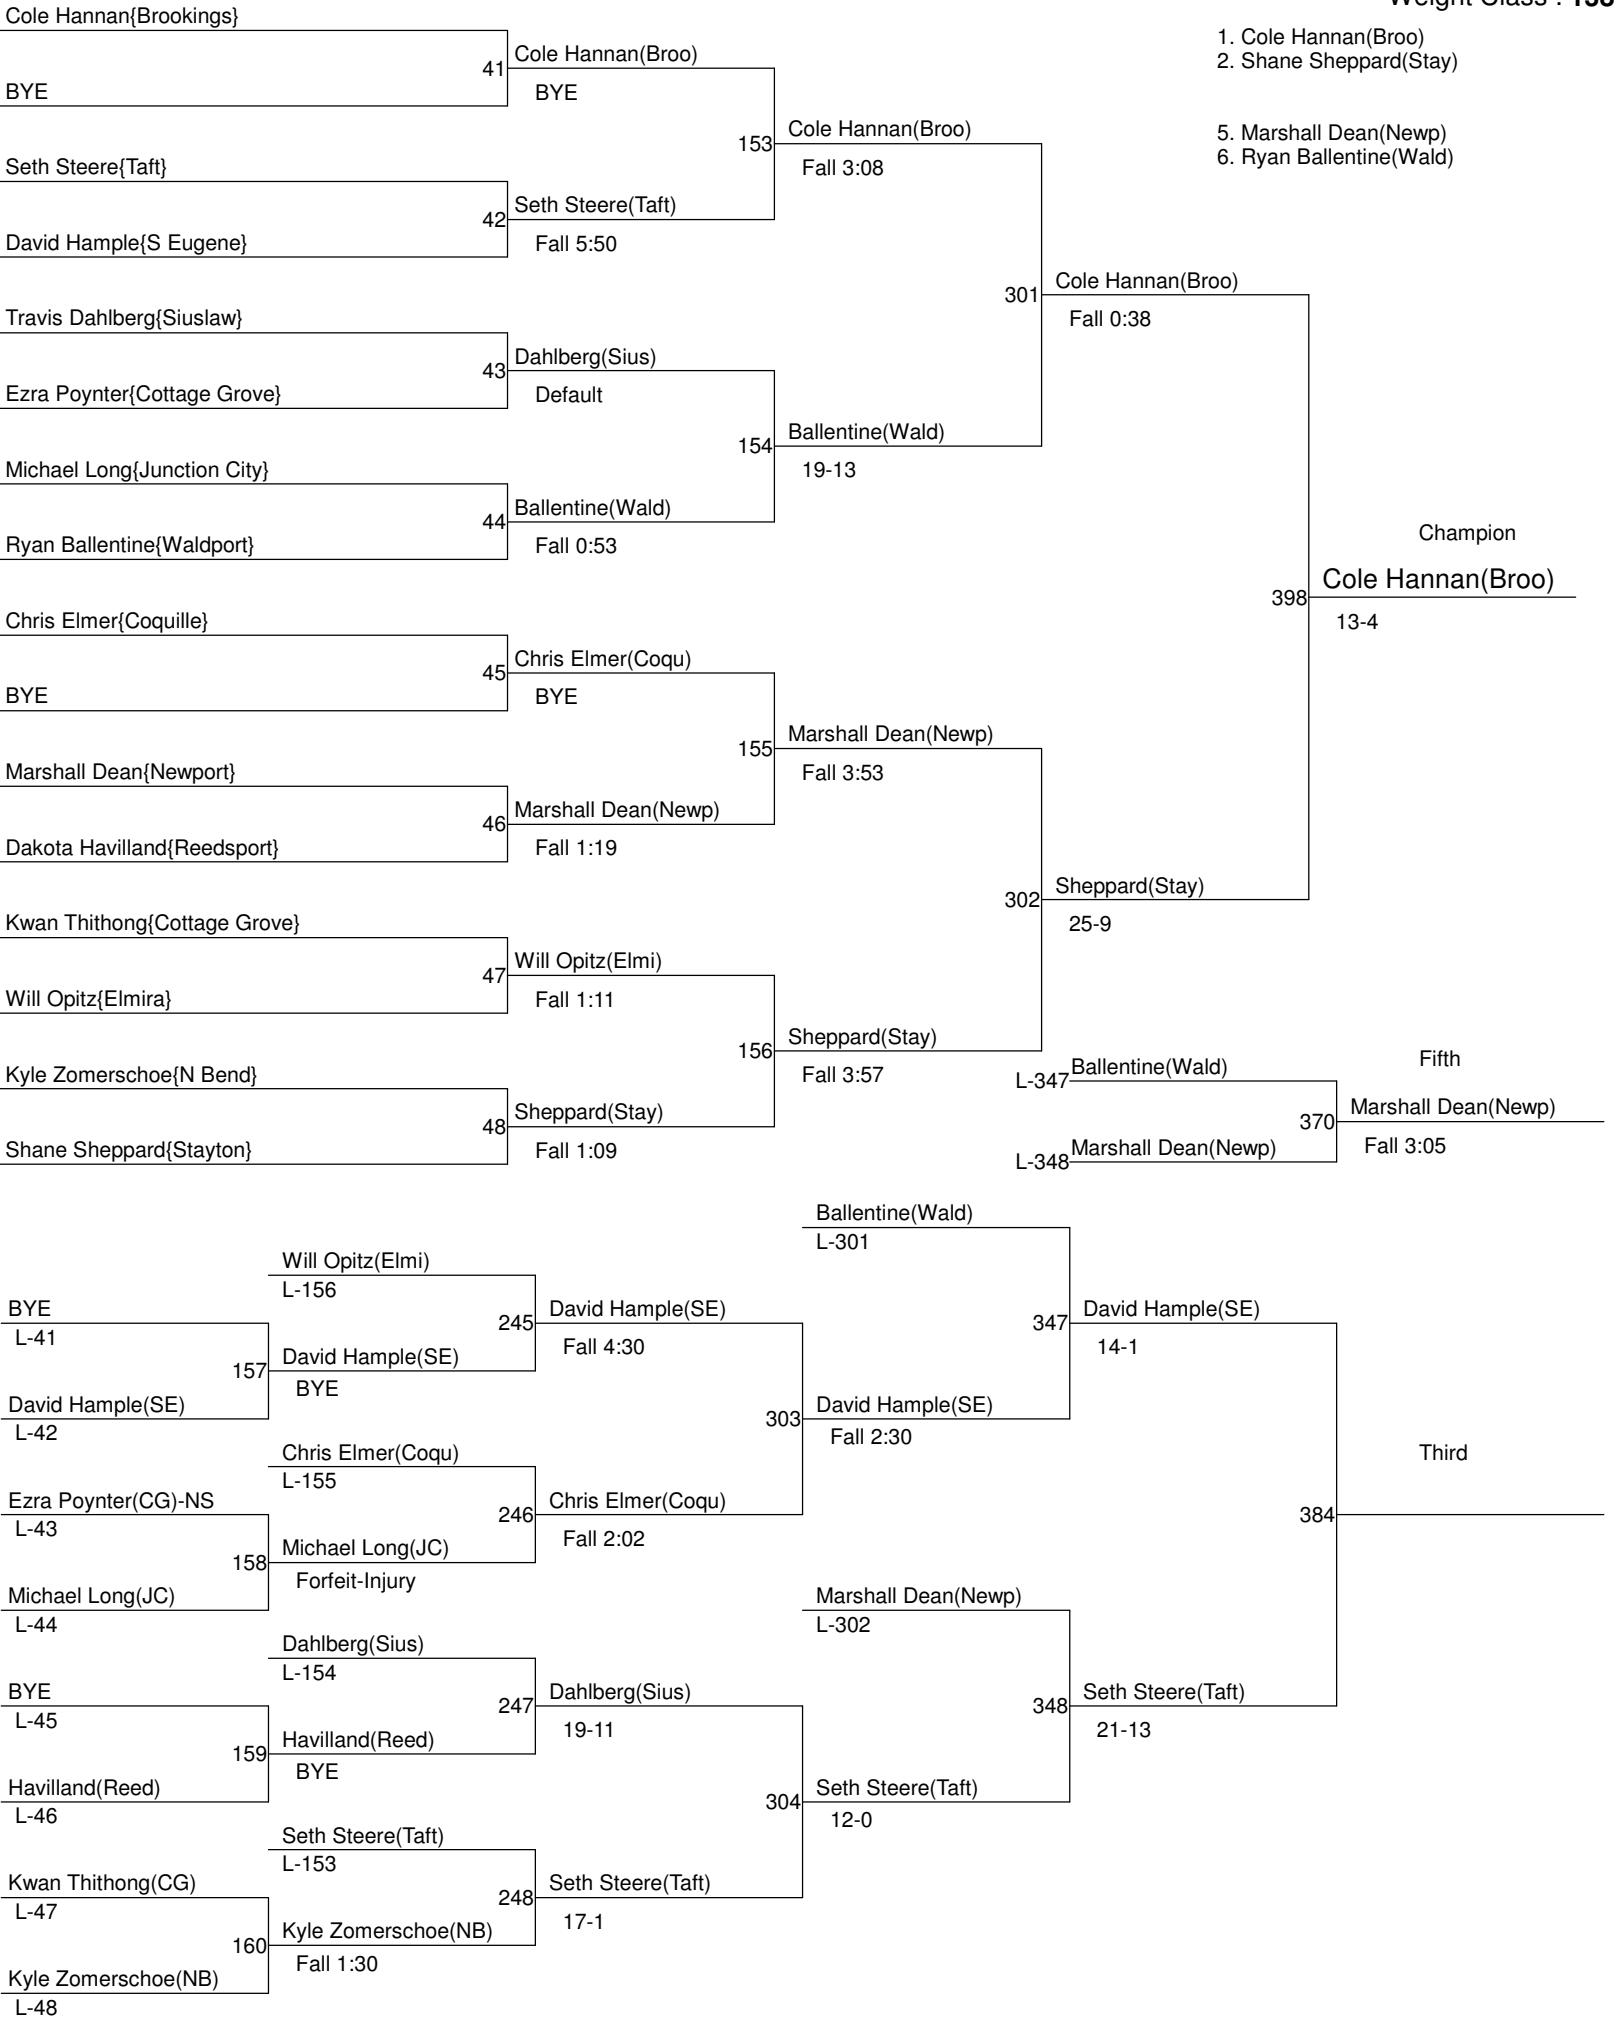 Weight Class :
1. Cole Hannan(Broo)
2. Shane Sheppard(Stay)
5. Marshall Dean(Newp)
6. Ryan Ballentine(Wald)
Cole Hannan{Brookings}
41
BYE
Cole Hannan(Broo)
BYE
Seth Steere{Taft}
42
David Hample{S Eugene}
Seth Steere(Taft)
Fall 5:50
153
Cole Hannan(Broo)
Fall 3:08
Travis Dahlberg{Siuslaw}
43
Ezra Poynter{Cottage Grove}
Dahlberg(Sius)
Default
Michael Long{Junction City}
44
Ryan Ballentine{Waldport}
Ballentine(Wald)
Fall 0:53
154
Ballentine(Wald)
19-13
301
Cole Hannan(Broo)
Fall 0:38
Chris Elmer{Coquille}
45
BYE
Chris Elmer(Coqu)
BYE
Marshall Dean{Newport}
46
Dakota Havilland{Reedsport}
Marshall Dean(Newp)
Fall 1:19
155
Marshall Dean(Newp)
Fall 3:53
Kwan Thithong{Cottage Grove}
47
Will Opitz{Elmira}
Will Opitz(Elmi)
Fall 1:11
Kyle Zomerschoe{N Bend}
48
Shane Sheppard{Stayton}
Sheppard(Stay)
Fall 1:09
156
Sheppard(Stay)
Fall 3:57
302
Sheppard(Stay)
25-9
Champion
398
Cole Hannan(Broo)
13-4
Fifth
L-347
Ballentine(Wald)
370
L-348
Marshall Dean(Newp)
Marshall Dean(Newp)
Fall 3:05
BYE
L-41
157
David Hample(SE)
L-42
Will Opitz(Elmi)
L-156
245
David Hample(SE)
BYE
David Hample(SE)
Fall 4:30
Ezra Poynter(CG)-NS
L-43
158
Michael Long(JC)
L-44
Chris Elmer(Coqu)
L-155
246
Michael Long(JC)
Forfeit-Injury
Chris Elmer(Coqu)
Fall 2:02
Ballentine(Wald)
L-301
303
David Hample(SE)
Fall 2:30
347
David Hample(SE)
14-1
BYE
L-45
159
Havilland(Reed)
L-46
Dahlberg(Sius)
L-154
247
Havilland(Reed)
BYE
Dahlberg(Sius)
19-11
Kwan Thithong(CG)
L-47
160
Kyle Zomerschoe(NB)
L-48
Seth Steere(Taft)
L-153
248
Kyle Zomerschoe(NB)
Fall 1:30
Seth Steere(Taft)
17-1
Marshall Dean(Newp)
L-302
304
Seth Steere(Taft)
12-0
348
Seth Steere(Taft)
21-13
Third
384